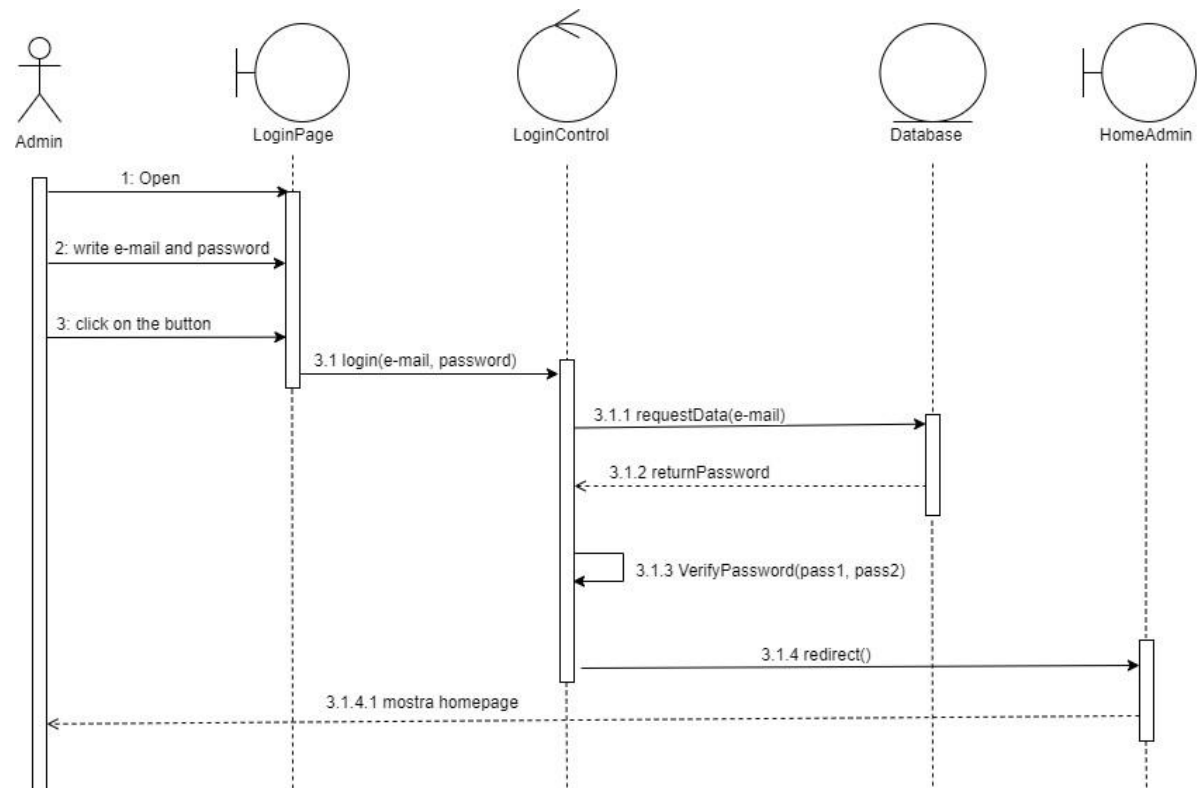 Admin
LoginPage
LoginControl
Database
HomeAdmin
1: Open
2: write e-mail and password
3: click on the button
3.1 login(e-mail, password)
3.1.1 requestData(e-mail)
3.1.2 returnPassword
3.1.3 VerifyPassword(pass1, pass2)
3.1.4 redirect()
3.1.4.1 mostra homepage